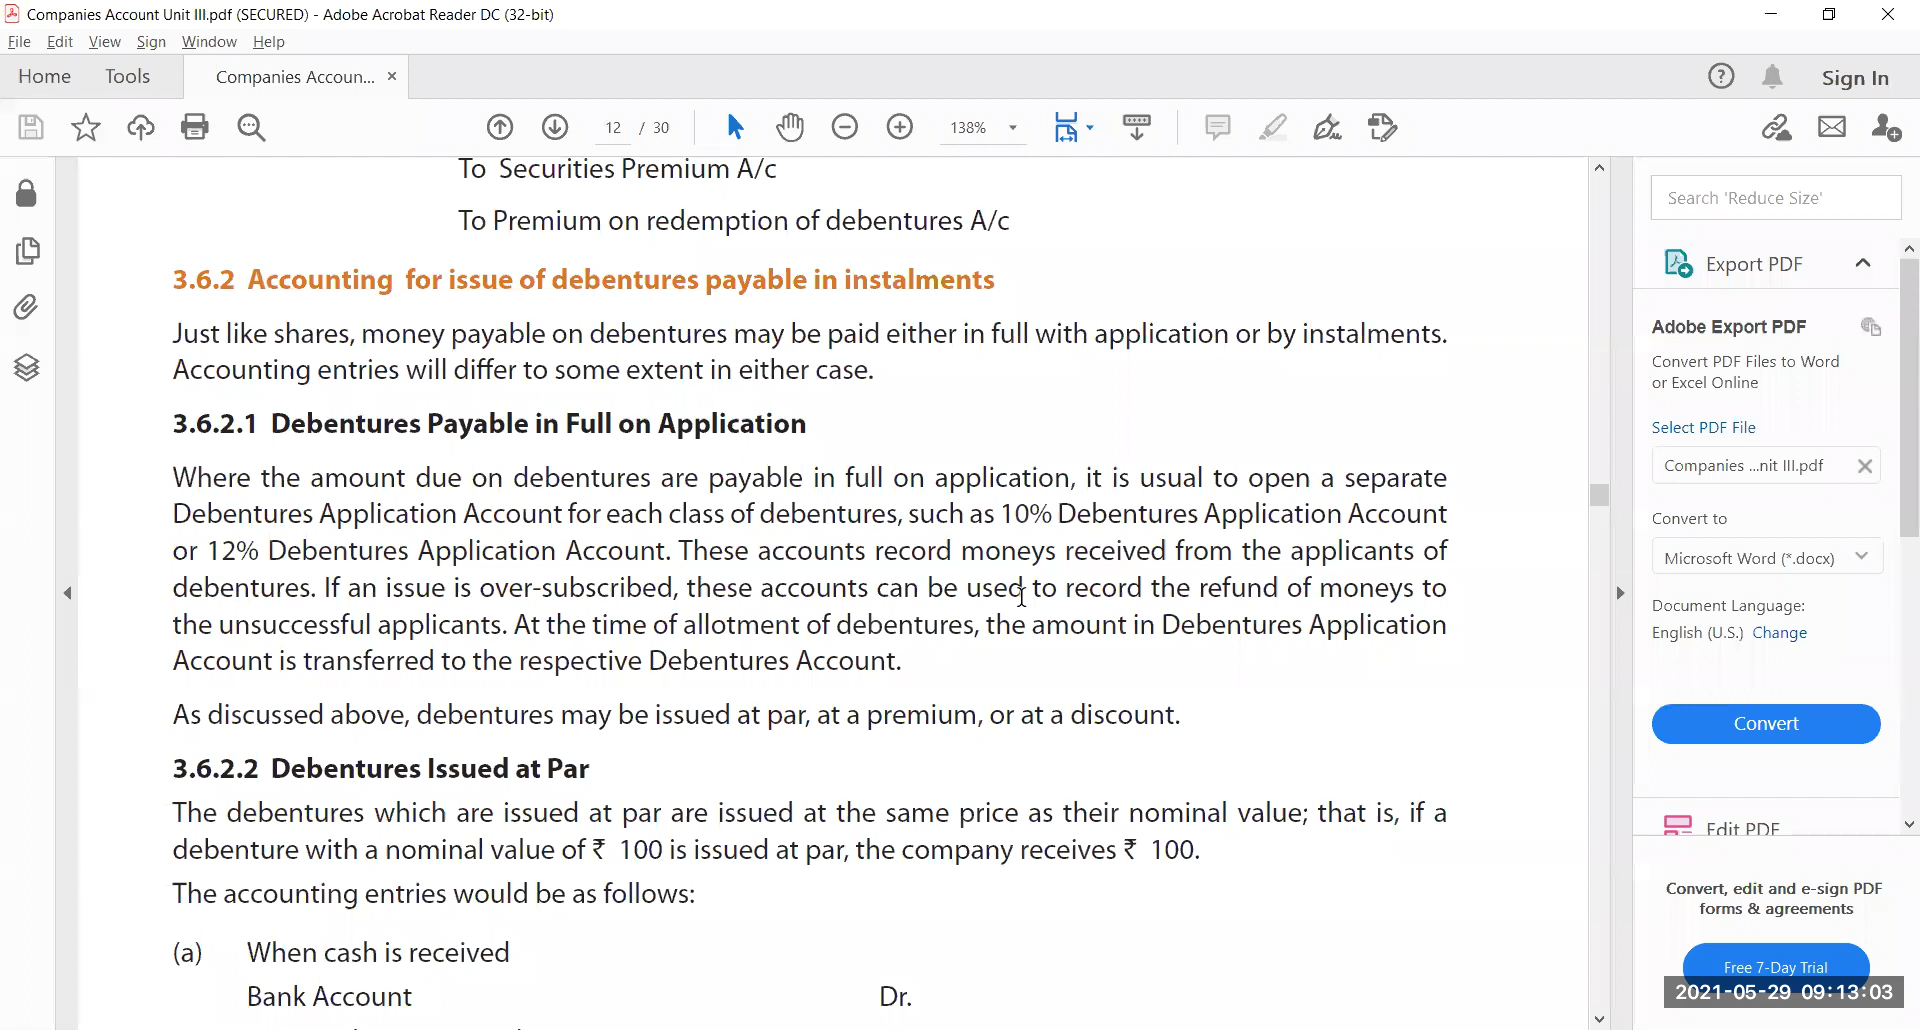 Companies Account Unit III.pdf (SECURED) - Adobe Acrobat Reader DC (32-bit)
File Edit View Sign Window Help
Home Tools Companies Accoun... × Sign In
12 / 30 138%
Search 'Reduce Size'
To Securities Premium A/c
To Premium on redemption of debentures A/c
3.6.2 Accounting for issue of debentures payable in instalments
Just like shares, money payable on debentures may be paid either in full with application or by instalments.
Accounting entries will differ to some extent in either case.
3.6.2.1 Debentures Payable in Full on Application
Where the amount due on debentures are payable in full on application, it is usual to open a separate
Debentures Application Account for each class of debentures, such as 10% Debentures Application Account
or 12% Debentures Application Account. These accounts record moneys received from the applicants of
debentures. If an issue is over-subscribed, these accounts can be used to record the refund of moneys to
the unsuccessful applicants. At the time of allotment of debentures, the amount in Debentures Application
Account is transferred to the respective Debentures Account.
As discussed above, debentures may be issued at par, at a premium, or at a discount.
3.6.2.2 Debentures Issued at Par
The debentures which are issued at par are issued at the same price as their nominal value; that is, if a
debenture with a nominal value of ₹ 100 is issued at par, the company receives ₹ 100.
The accounting entries would be as follows:
(a) When cash is received
Bank Account Dr.
Export PDF
Adobe Export PDF
Convert PDF Files to Word
or Excel Online
Select PDF File
Companies ...nit III.pdf
Convert to
Microsoft Word (*.docx)
Document Language:
English (U.S.) Change
Convert
Edit PDF
Convert, edit and e-sign PDF
forms & agreements
Free 7-Day Trial
2021-05-29 09:13:03